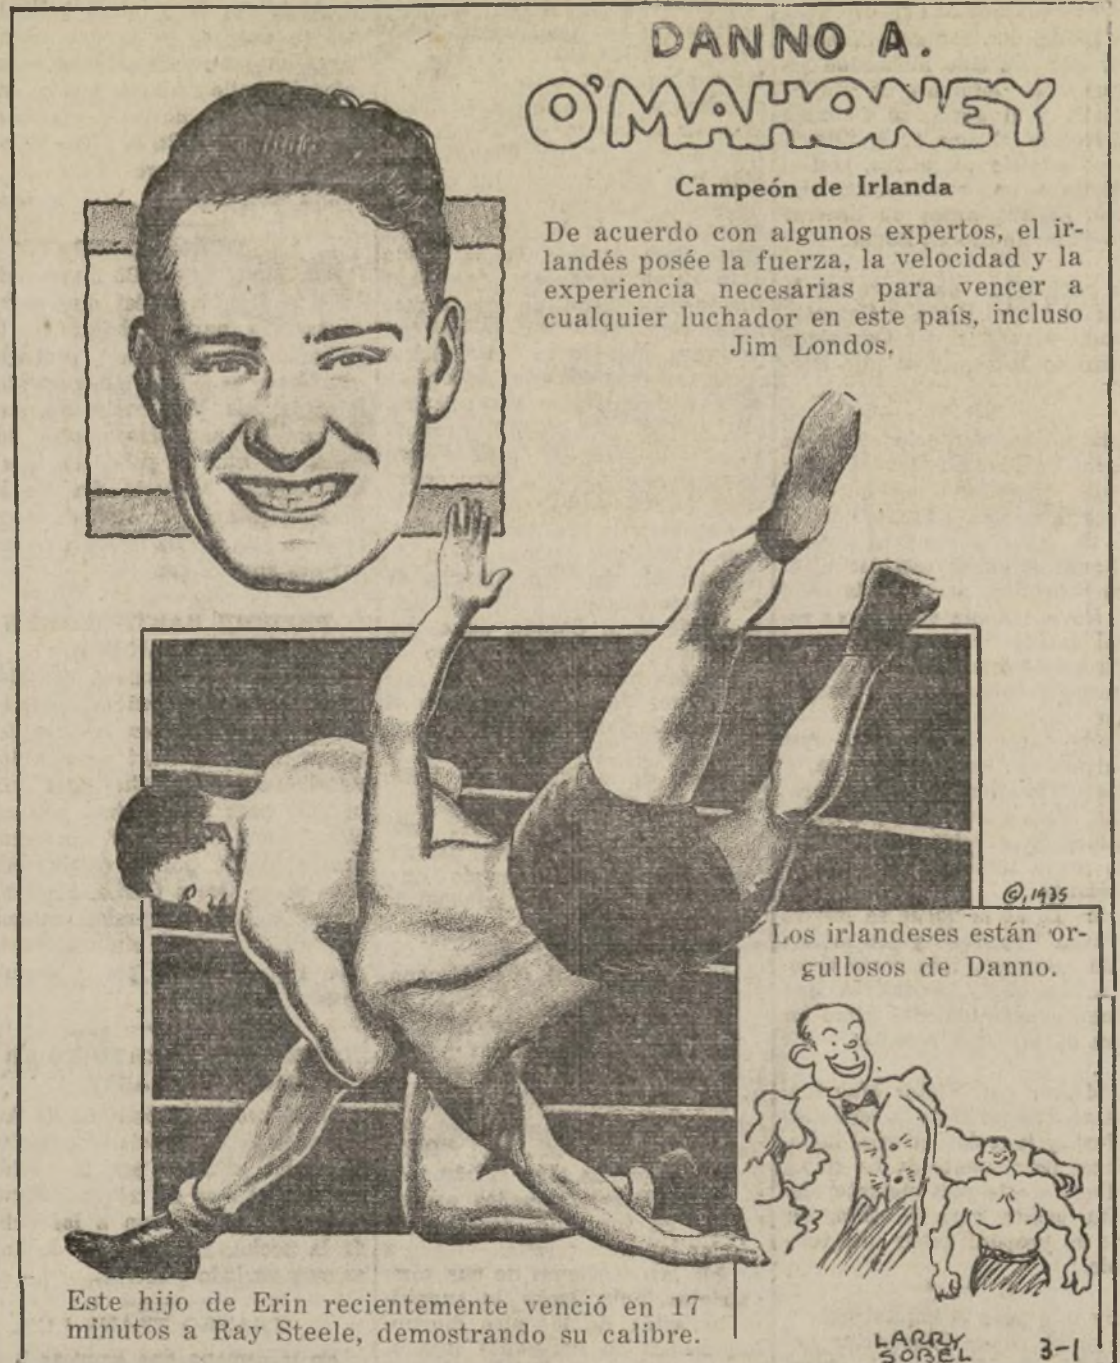 DANNO A.
O'MAHONEY
Campeón de Irlanda
De acuerdo con algunos expertos, el ir-
landés posée la fuerza, la velocidad y la
experiencia necesarias para vencer a
cualquier luchador en este país, incluso
Jim Londos.
©, 1935
Los irlandeses están or-
gullosos de Danno.
Este hijo de Erin recientemente venció en 17
minutos a Ray Steele, demostrando su calibre.
LARRY
SOBEL
3-1